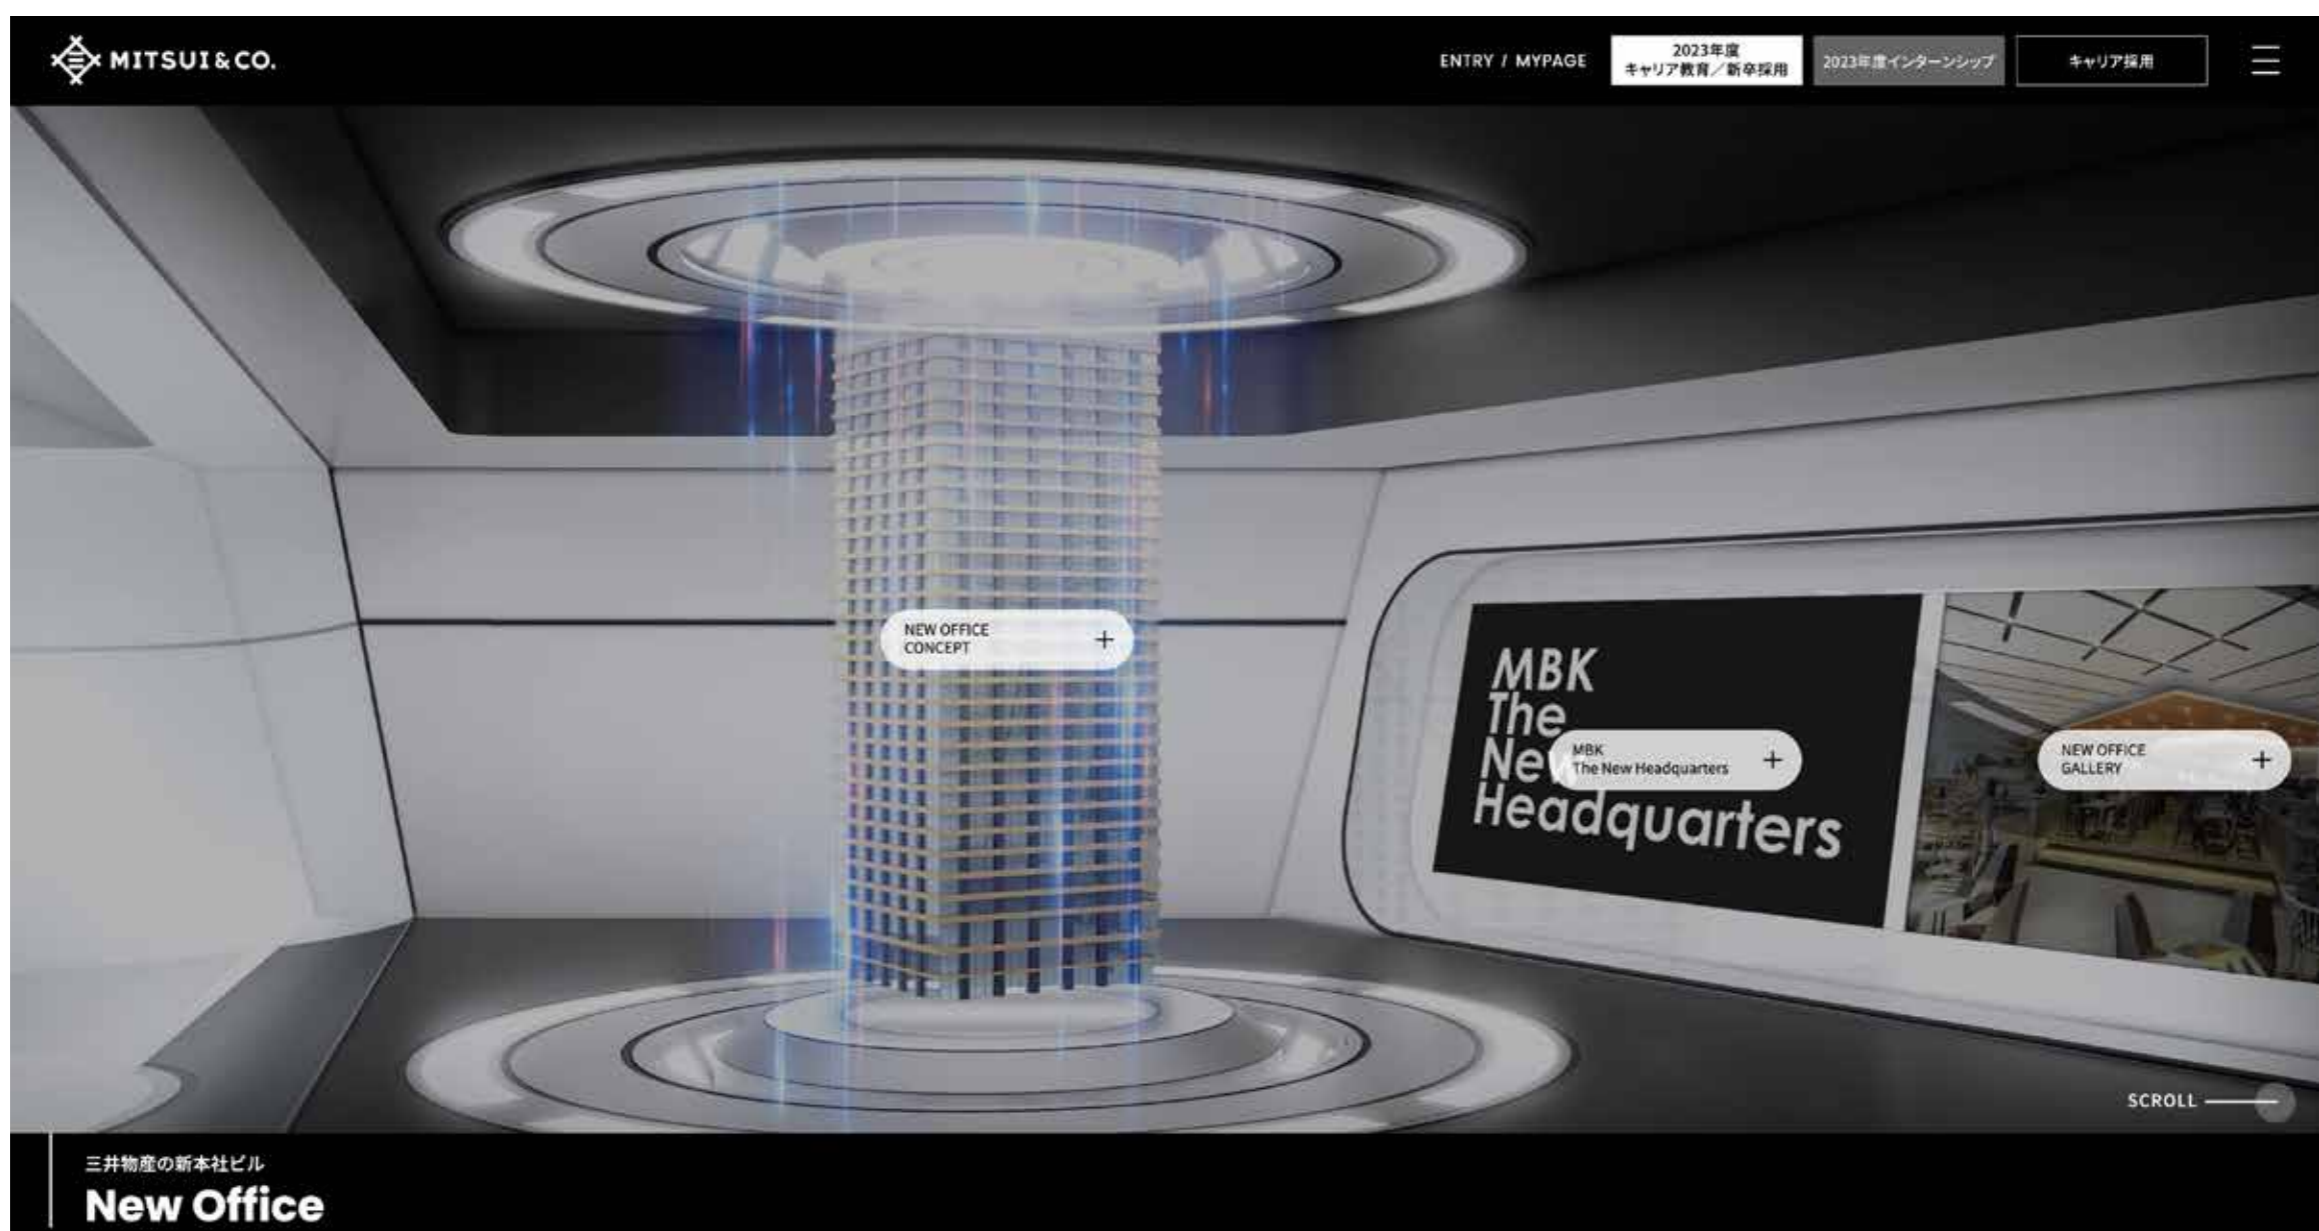 MITSUI & CO.
ENTRY / MYPAGE
2023年度
キャリア教育／新卒採用
2023年度インターンシップ
キャリア採用
NEW OFFICE
CONCEPT
MBK
The
New
Headquarters
MBK
The New Headquarters
NEW OFFICE
GALLERY
SCROLL
三井物産の新本社ビル
New Office